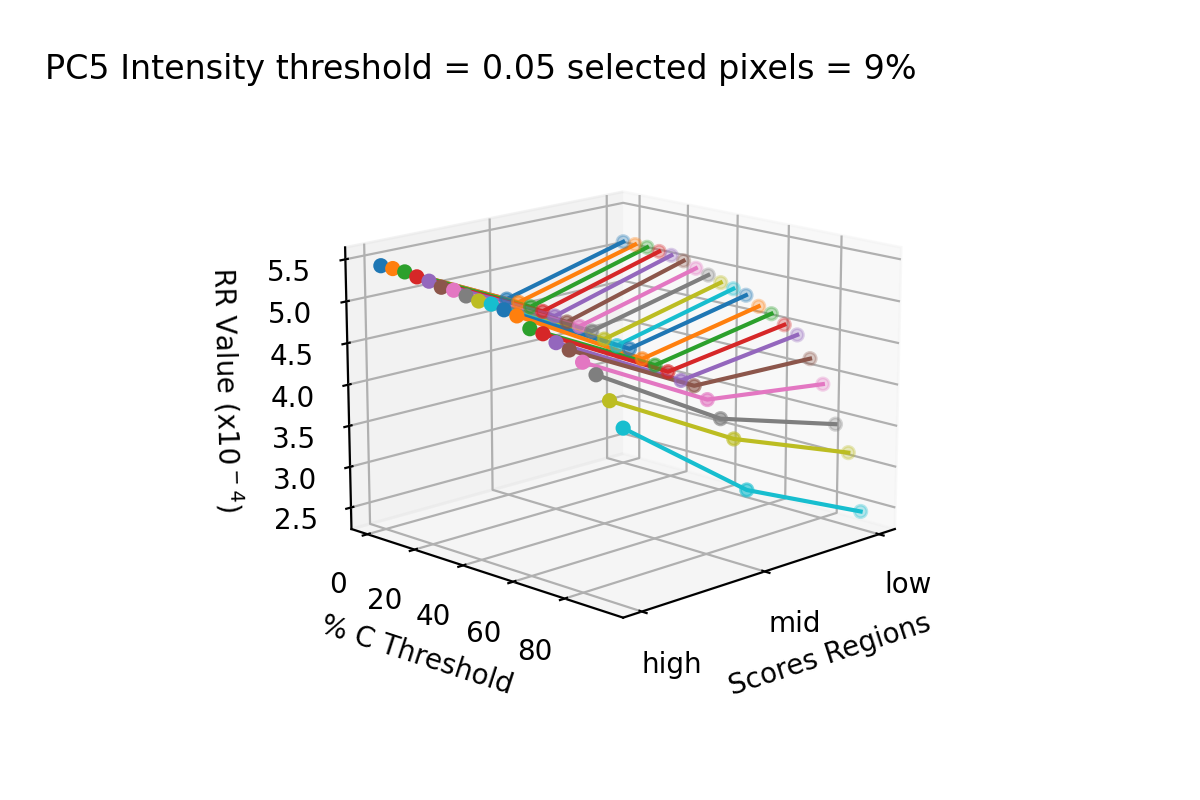 PC5 Intensity threshold = 0.05 selected pixels = 9%
RR Value (x10⁻⁴)
5.5
5.0
4.5
4.0
3.5
3.0
2.5
0
20
40
60
80
% C Threshold
high
mid
low
Scores Regions